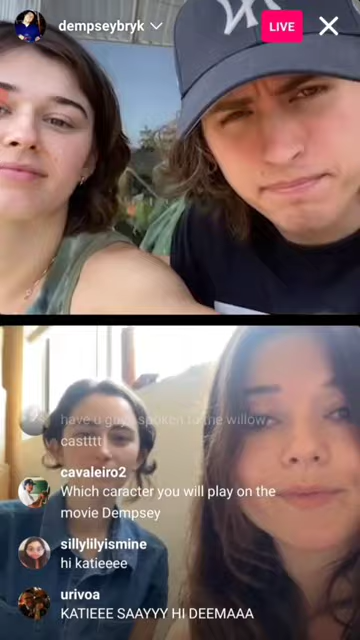 dempseybryk
LIVE
NY
have u guys spoken to the willow
castttt
cavaleiro2
Which caracter you will play on the
movie Dempsey
sillylilyismine
hi katieeee
urivoa
KATIEEE SAAYYY HI DEEMAAA